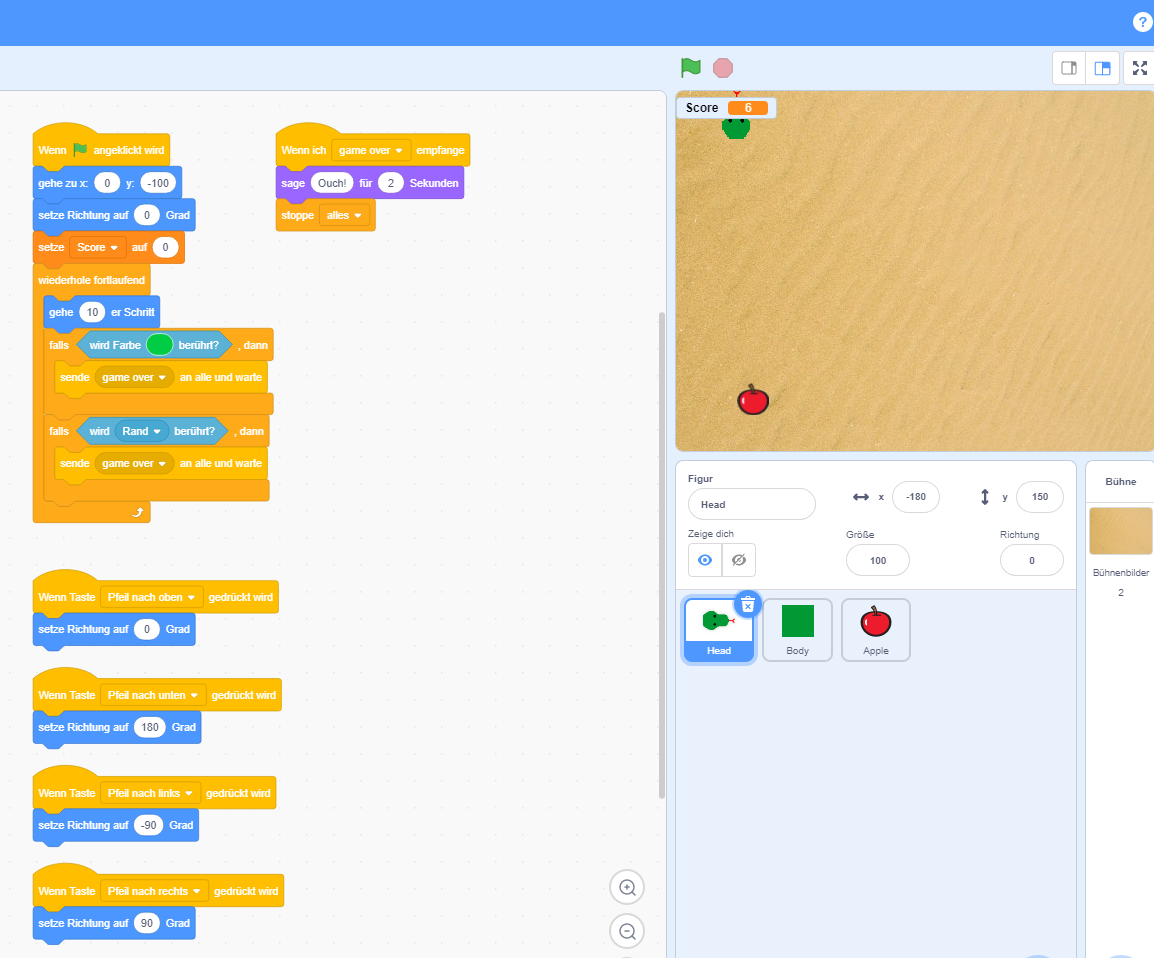 ?
Wenn angeklickt wird
gehe zu x: 0 y: -100
setze Richtung auf 0 Grad
setze Score auf 0
wiederhole fortlaufend
gehe 10 er Schritt
falls wird Farbe berührt? , dann
sende game over an alle und warte
falls wird Rand berührt? , dann
sende game over an alle und warte
Wenn ich game over empfange
sage Ouch! für 2 Sekunden
stoppe alles
Wenn Taste Pfeil nach oben gedrückt wird
setze Richtung auf 0 Grad
Wenn Taste Pfeil nach unten gedrückt wird
setze Richtung auf 180 Grad
Wenn Taste Pfeil nach links gedrückt wird
setze Richtung auf -90 Grad
Wenn Taste Pfeil nach rechts gedrückt wird
setze Richtung auf 90 Grad
Score 6
Figur
Head x -180 y 150
Zeige dich Größe Richtung
100 0
Head Body Apple
Bühne
Bühnenbilder
2